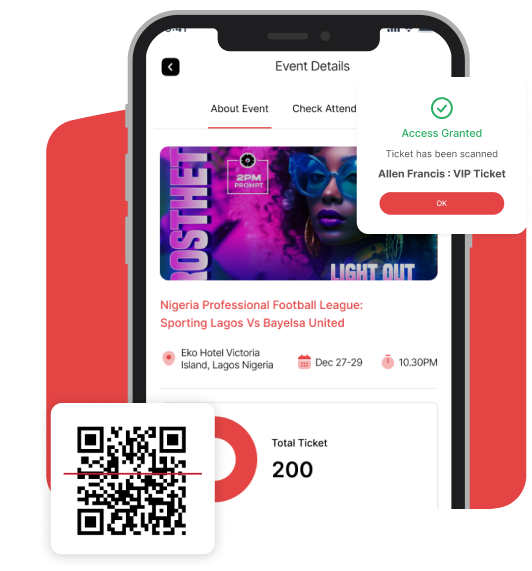 9:41
Event Details
About Event
Check Attend
Access Granted
Ticket has been scanned
Allen Francis : VIP Ticket
OK
ROSTHET
2PM
PROMPT
LIGHT OUT
Nigeria Professional Football League:
Sporting Lagos Vs Bayelsa United
Eko Hotel Victoria
Island, Lagos Nigeria
Dec 27-29
10.30PM
Total Ticket
200